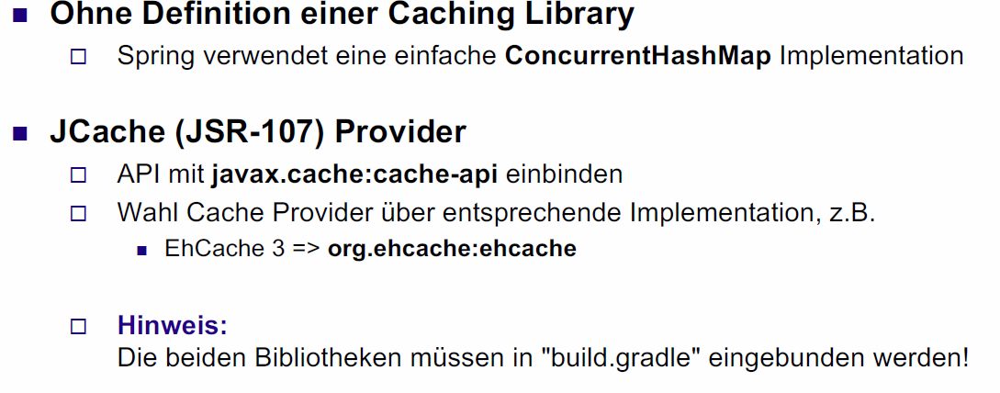 Ohne Definition einer Caching Library
Spring verwendet eine einfache ConcurrentHashMap Implementation
JCache (JSR-107) Provider
API mit javax.cache:cache-api einbinden
Wahl Cache Provider über entsprechende Implementation, z.B.
EhCache 3 => org.ehcache:ehcache
Hinweis:
Die beiden Bibliotheken müssen in "build.gradle" eingebunden werden!